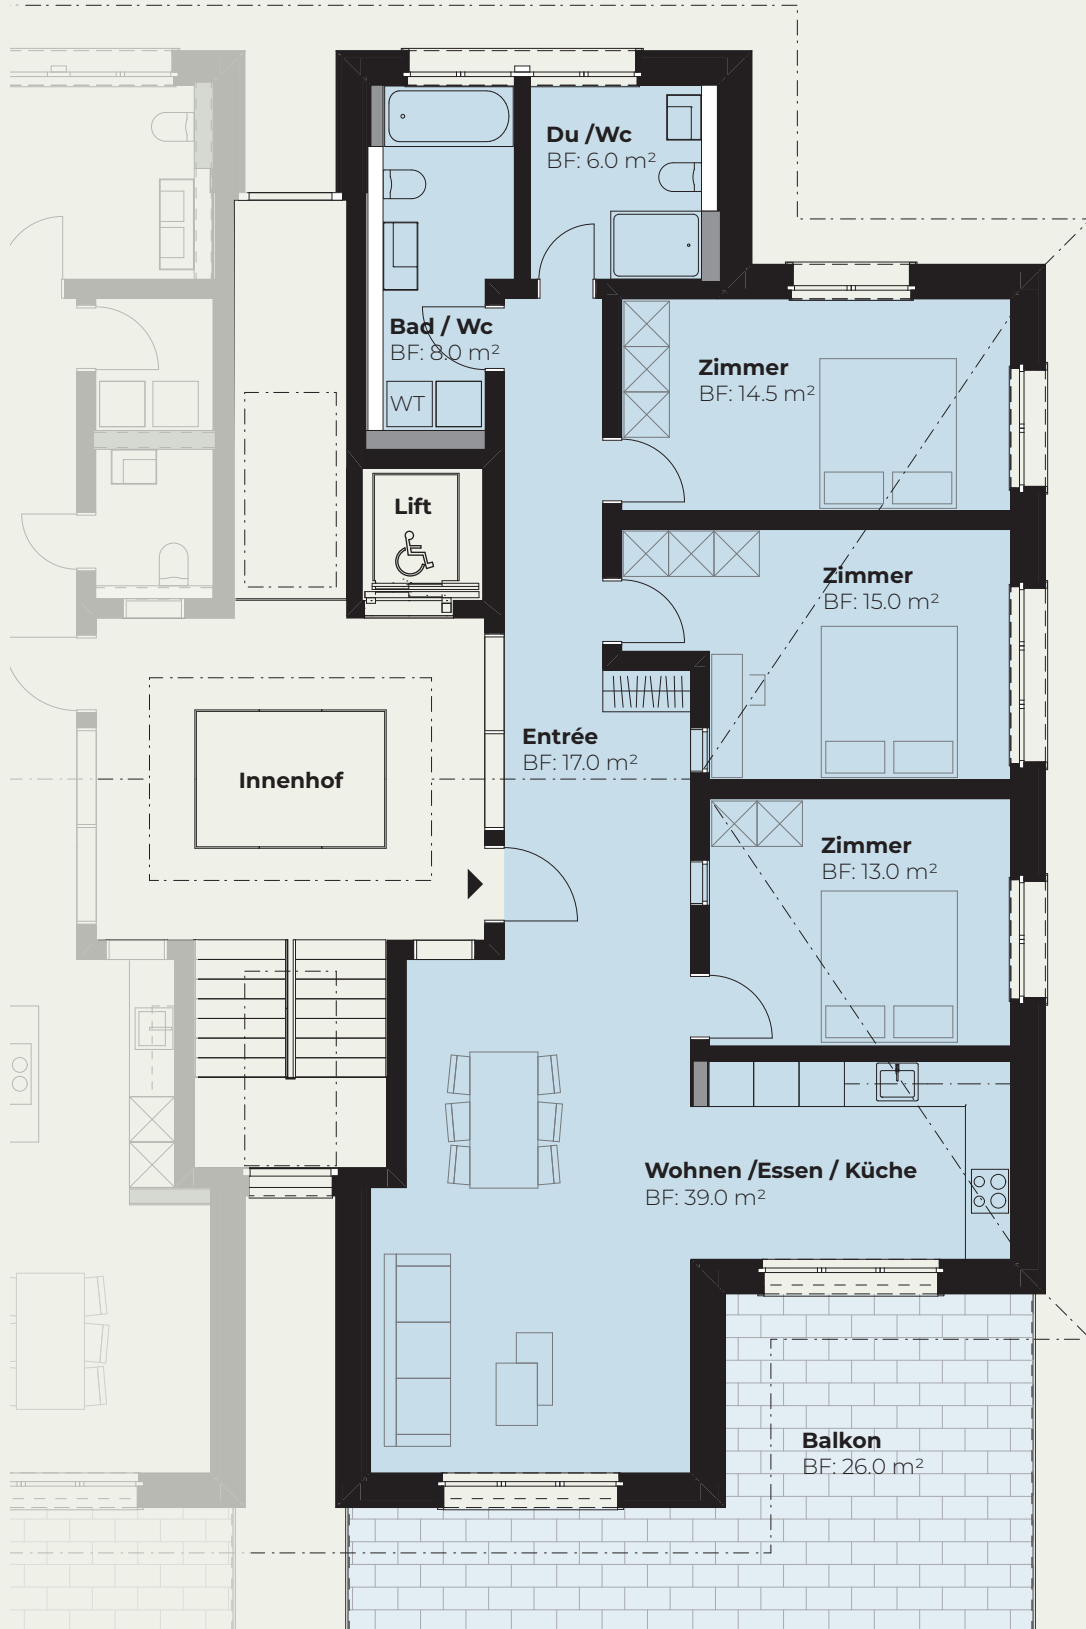 Du /Wc
BF: 6.0 m²
Bad / Wc
BF: 8.0 m²
WT
Zimmer
BF: 14.5 m²
Lift
Zimmer
BF: 15.0 m²
Entrée
BF: 17.0 m²
Innenhof
Zimmer
BF: 13.0 m²
Wohnen /Essen / Küche
BF: 39.0 m²
Balkon
BF: 26.0 m²